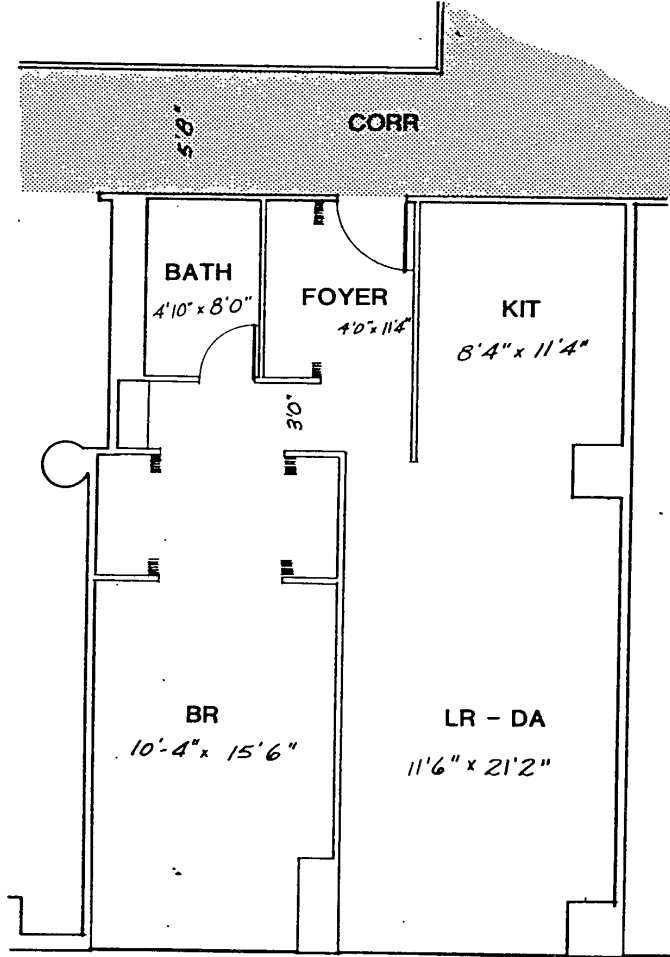 CORR
5'8"
BATH
4'10" x 8'0"
FOYER
4'0" x 11'4"
KIT
8'4" x 11'4"
3'0"
BR
10'-4" x 15'6"
LR - DA
11'6" x 21'2"